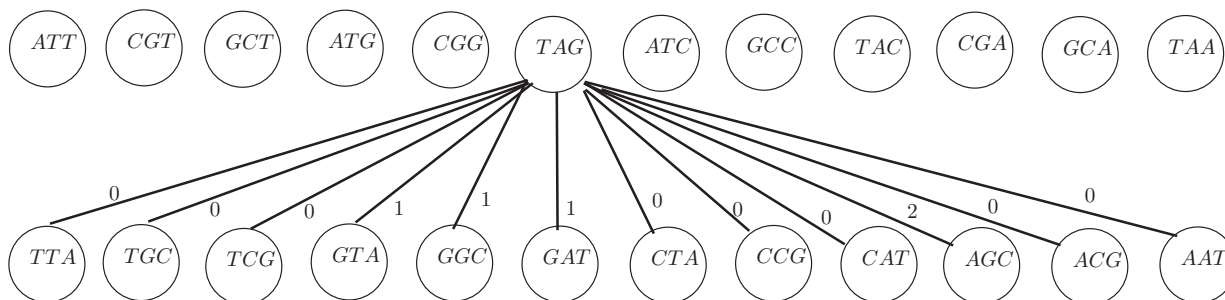 ATT CGT GCT ATG CGG TAG ATC GCC TAC CGA GCA TAA
0 0 0 1 1 1 0 0 0 2 0 0
TTA TGC TCG GTA GGC GAT CTA CCG CAT AGC ACG AAT